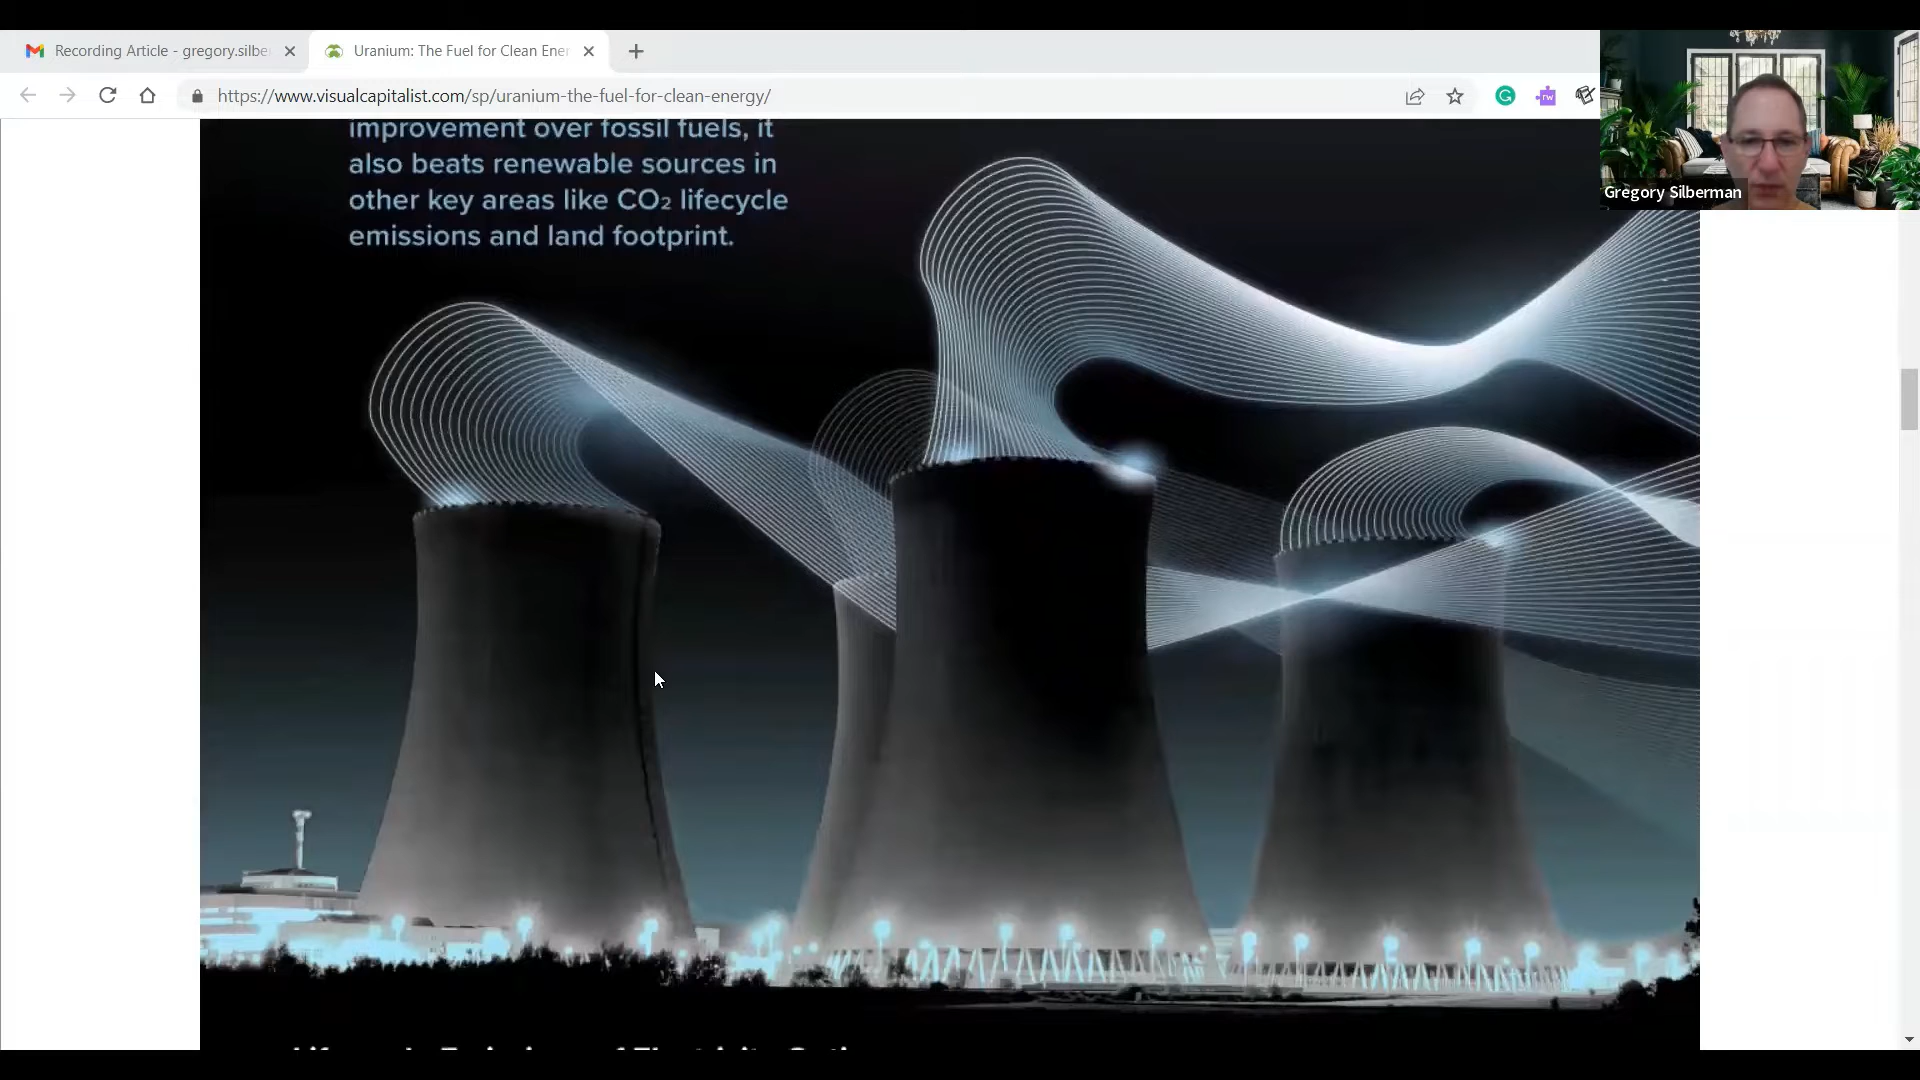 Recording Article - gregory.silbe
Uranium: The Fuel for Clean Ener
https://www.visualcapitalist.com/sp/uranium-the-fuel-for-clean-energy/
G
rw
Gregory Silberman
improvement over fossil fuels, it
also beats renewable sources in
other key areas like CO₂ lifecycle
emissions and land footprint.